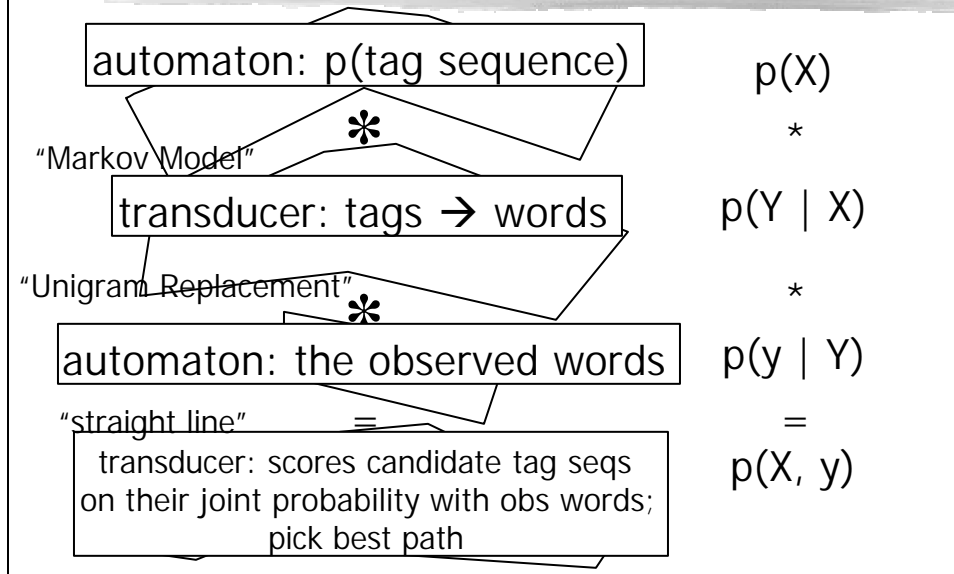 automaton: p(tag sequence)
p(X)
*
*
"Markov Model"
transducer: tags → words
p(Y | X)
"Unigram Replacement"
*
*
automaton: the observed words
p(y | Y)
"straight line"
=
=
transducer: scores candidate tag seqs
on their joint probability with obs words;
pick best path
p(X, y)